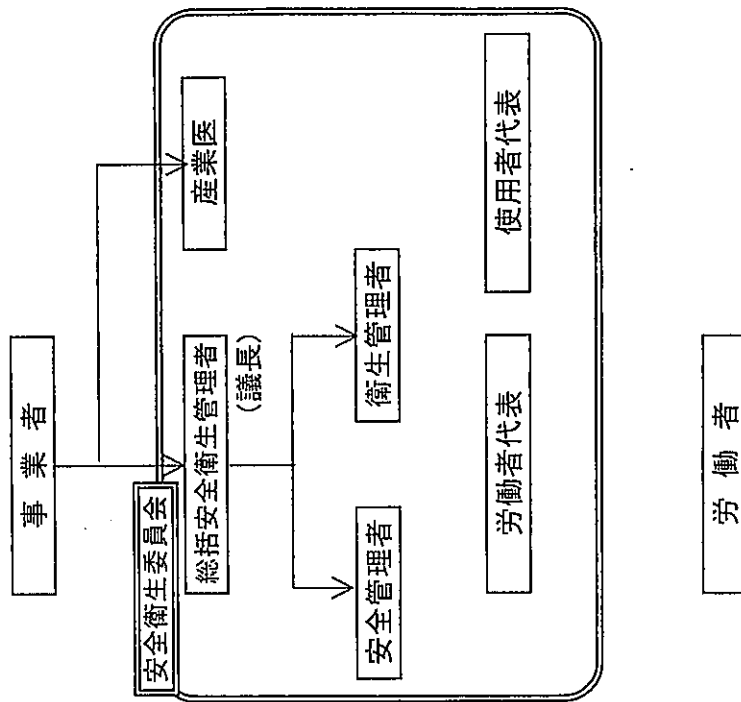 事業者
安全衛生委員会
総括安全衛生管理者
(議長)
産業医
安全管理者
衛生管理者
労働者代表
使用者代表
労働者